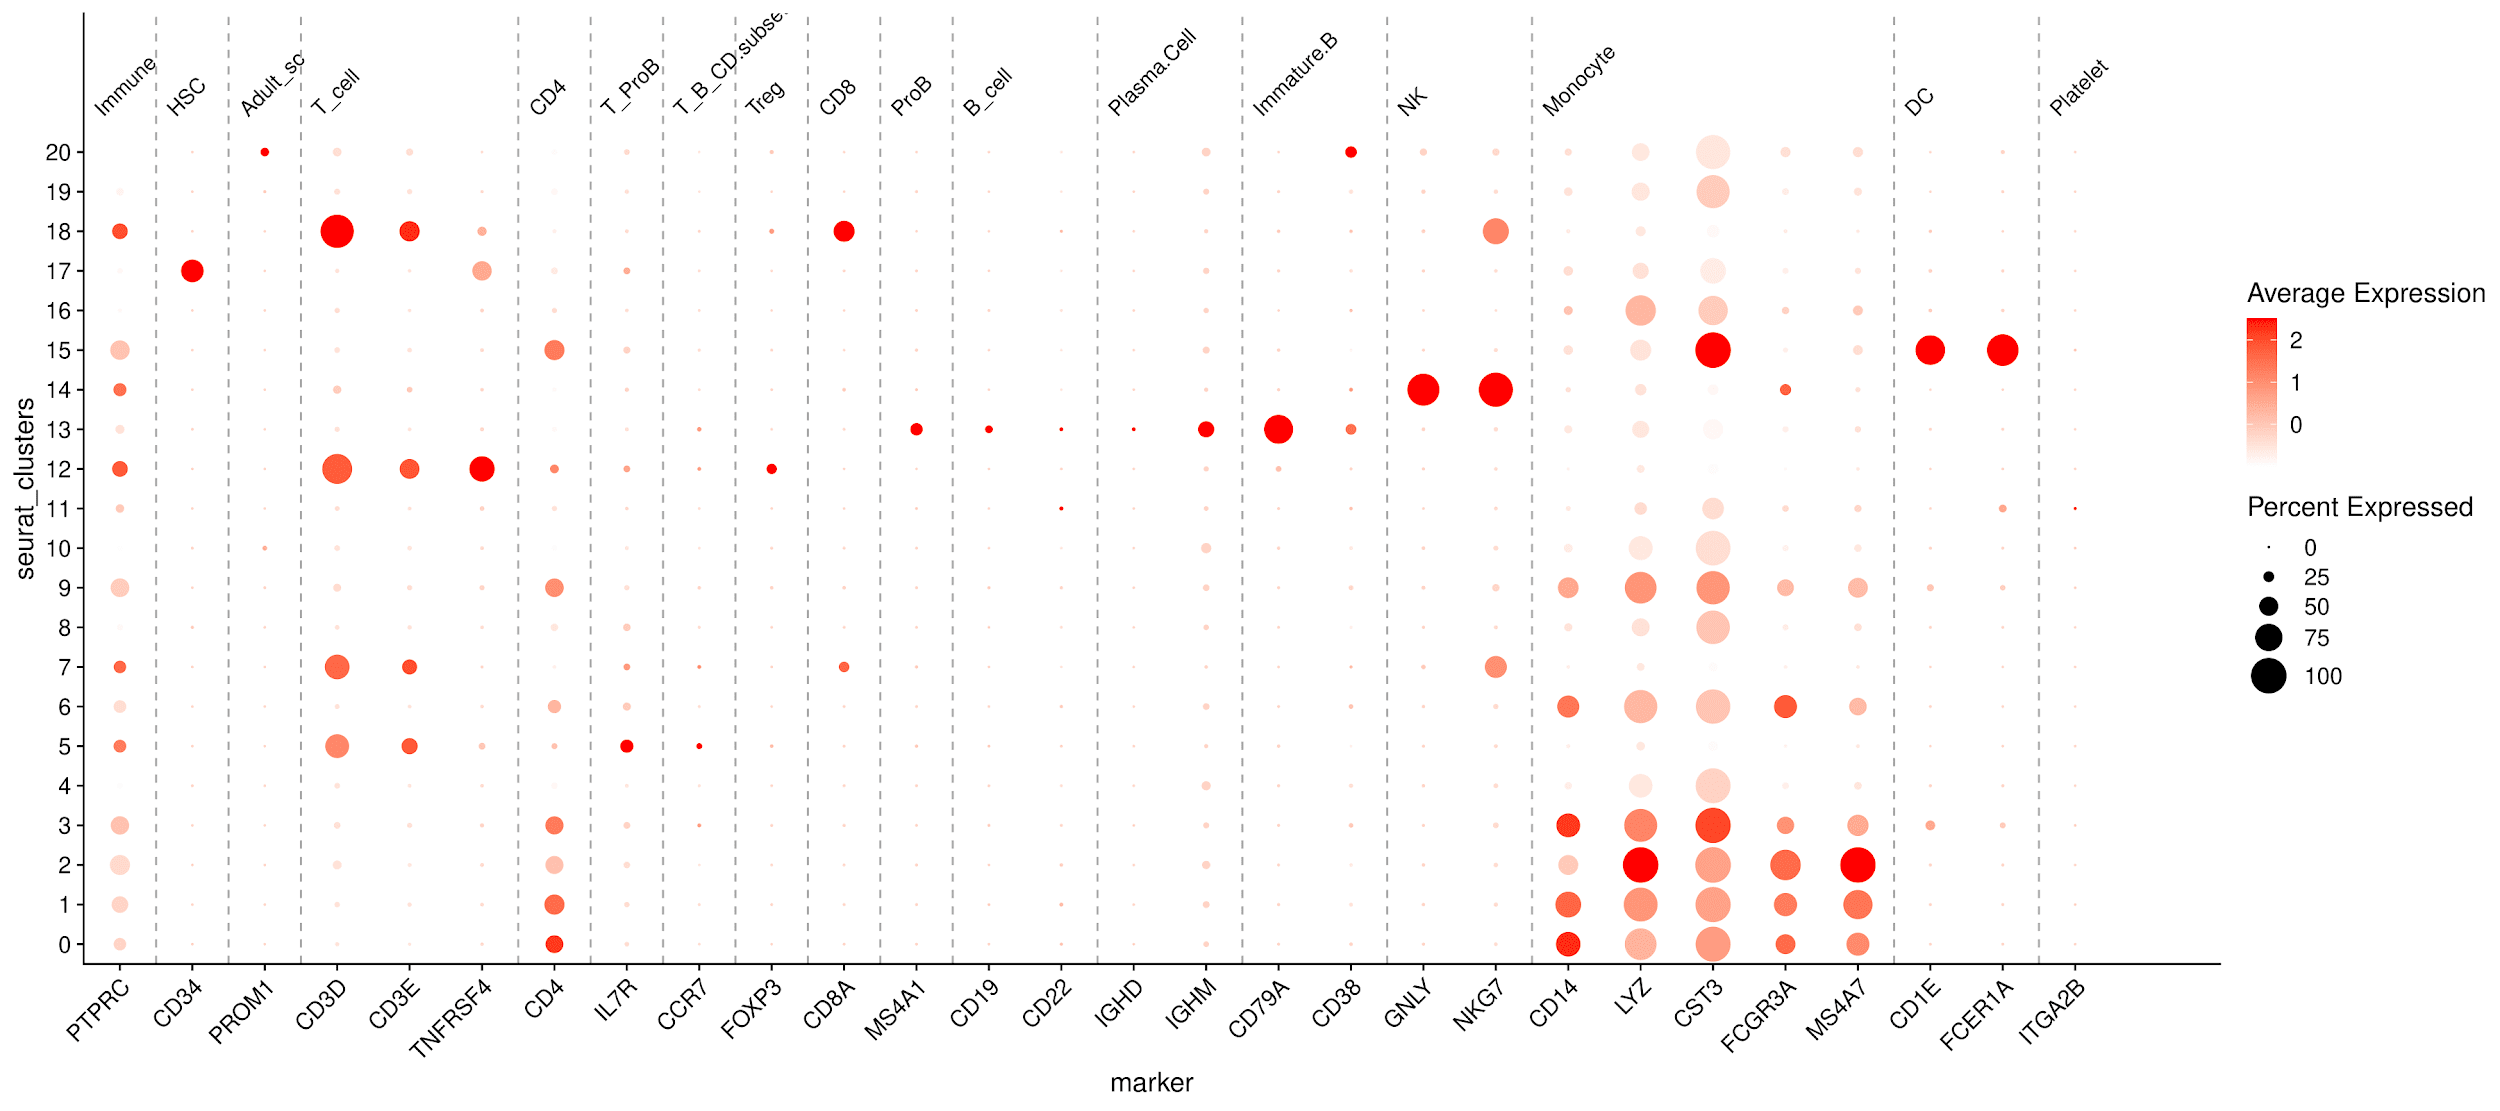 Immune
HSC
Adult_sc
T_cell
CD4
T_ProB
T_B_CD.subse
Treg
CD8
ProB
B_cell
Plasma.Cell
Immature.B
NK
Monocyte
DC
Platelet
seurat_clusters
20
19
18
17
16
15
14
13
12
11
10
9
8
7
6
5
4
3
2
1
0
PTPRC
CD34
PROM1
CD3D
CD3E
TNFRSF4
CD4
IL7R
CCR7
FOXP3
CD8A
MS4A1
CD19
CD22
IGHD
IGHM
CD79A
CD38
GNLY
NKG7
CD14
LYZ
CST3
FCGR3A
MS4A7
CD1E
FCER1A
ITGA2B
marker
Average Expression
2
1
0
Percent Expressed
0
25
50
75
100